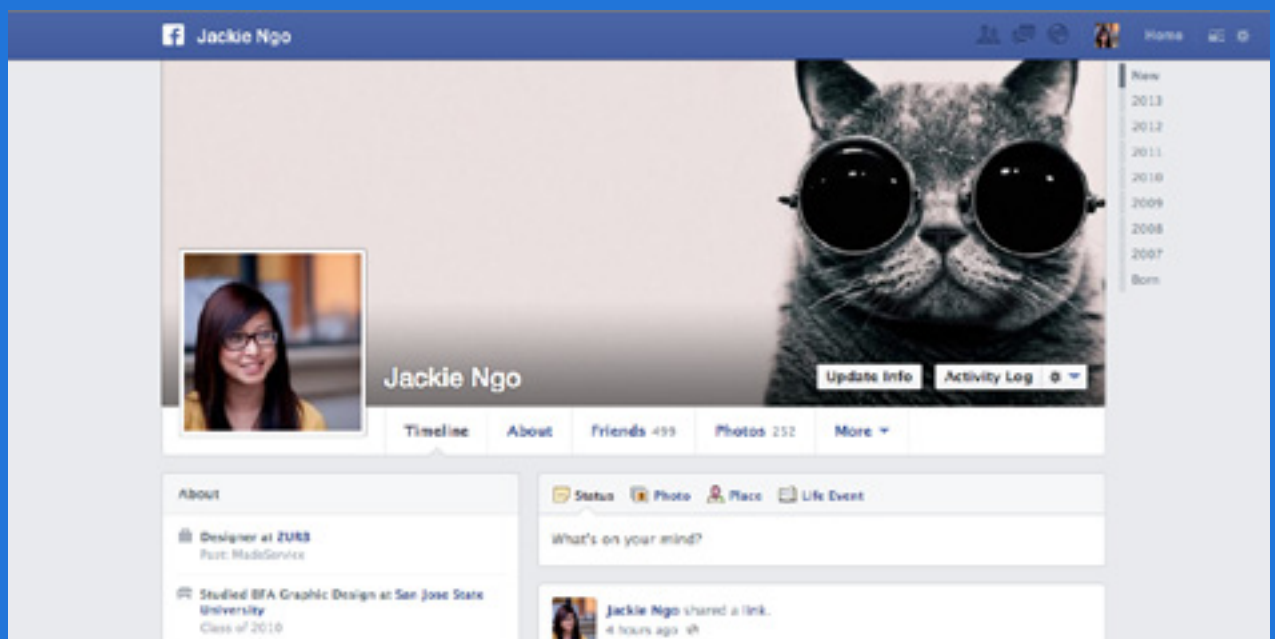 f Jackie Ngo
Home
Now
2013
2012
2011
2010
2009
2008
2007
Born
Jackie Ngo
Update Info
Activity Log
Timeline About Friends 499 Photos 252 More
About
Designer at ZURB
Past: MadeService
Studied BFA Graphic Design at San Jose State
University
Class of 2010
Status Photo Place Life Event
What's on your mind?
Jackie Ngo shared a link.
4 hours ago